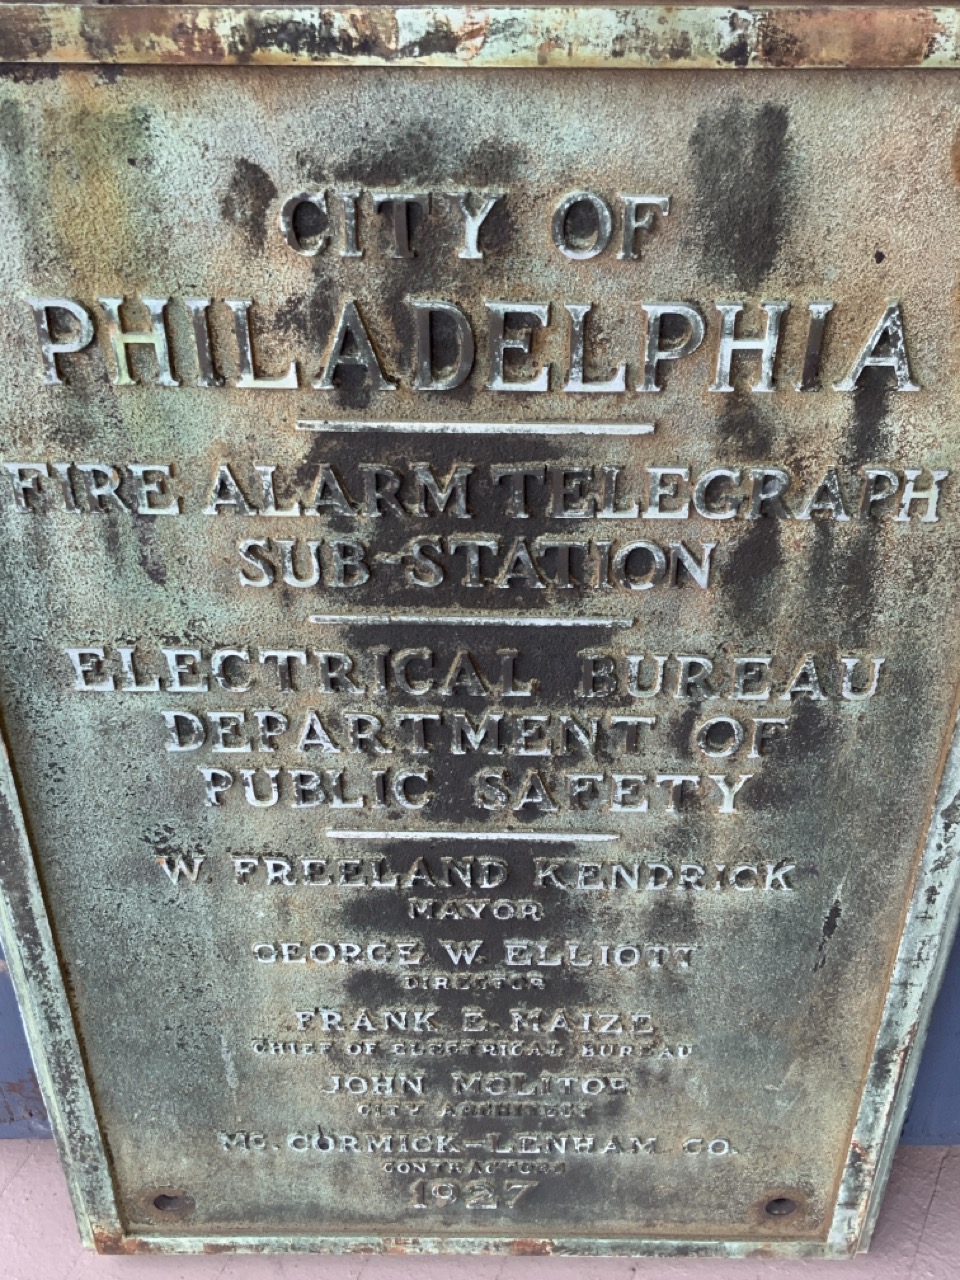 CITY OF
PHILADELPHIA
FIRE ALARM TELEGRAPH
SUB-STATION
ELECTRICAL BUREAU
DEPARTMENT OF
PUBLIC SAFETY
W. FREELAND KENDRICK
MAYOR
GEORGE W. ELLIOTT
DIRECTOR
FRANK E. MAIZE
CHIEF OF ELECTRICAL BUREAU
JOHN MOLITOR
CITY ARCHITECT
MC. CORMICK-LENHAM CO.
CONTRACTORS
1927